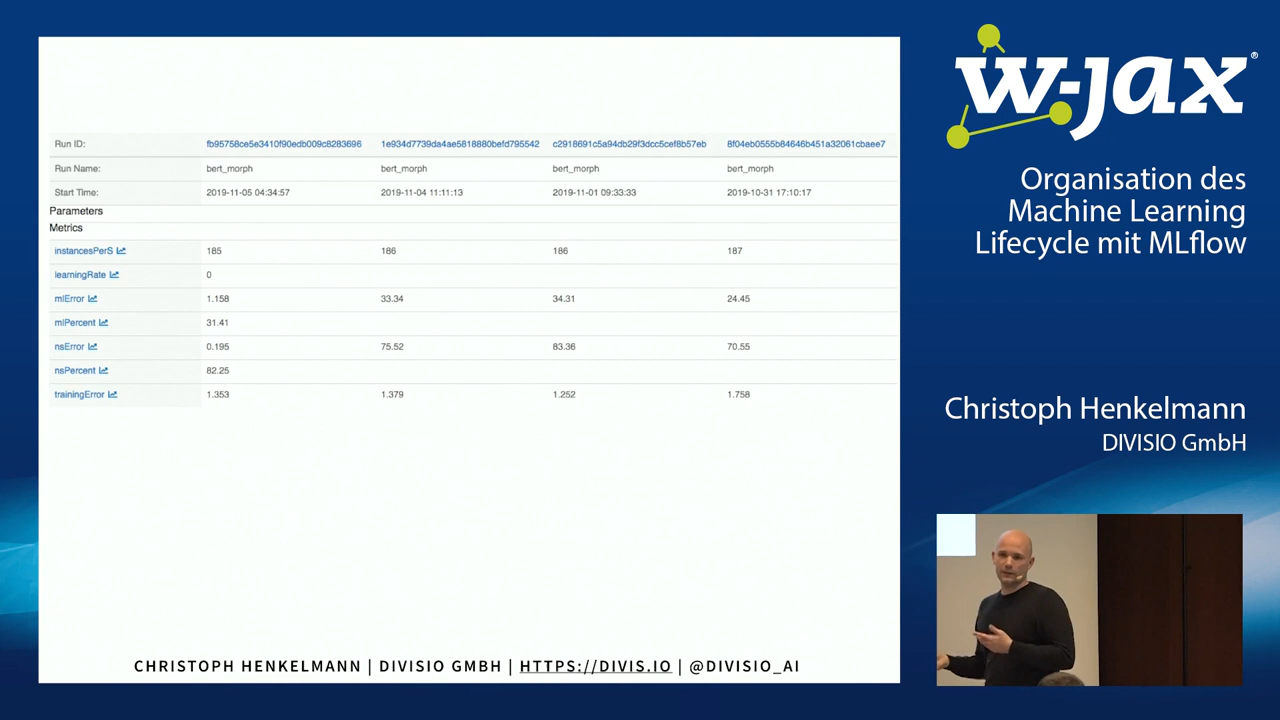 w-jax®
Organisation des
Machine Learning
Lifecycle mit MLflow
Christoph Henkelmann
DIVISIO GmbH
Run ID: fb95758ce5e3410f90edb009c8283696 1e934d7739da4ae5818880befd795542 c2918691c5a94db29f3dcc5cef8b57eb 8f04eb0555b84646b451a32061cbaee7
Run Name: bert_morph bert_morph bert_morph bert_morph
Start Time: 2019-11-05 04:34:57 2019-11-04 11:11:13 2019-11-01 09:33:33 2019-10-31 17:10:17
Parameters
Metrics
instancesPerS 185 186 186 187
learningRate 0
mlError 1.158 33.34 34.31 24.45
mlPercent 31.41
nsError 0.195 75.52 83.36 70.55
nsPercent 82.25
trainingError 1.353 1.379 1.252 1.758
CHRISTOPH HENKELMANN | DIVISIO GMBH | HTTPS://DIVIS.IO | @DIVISIO_AI